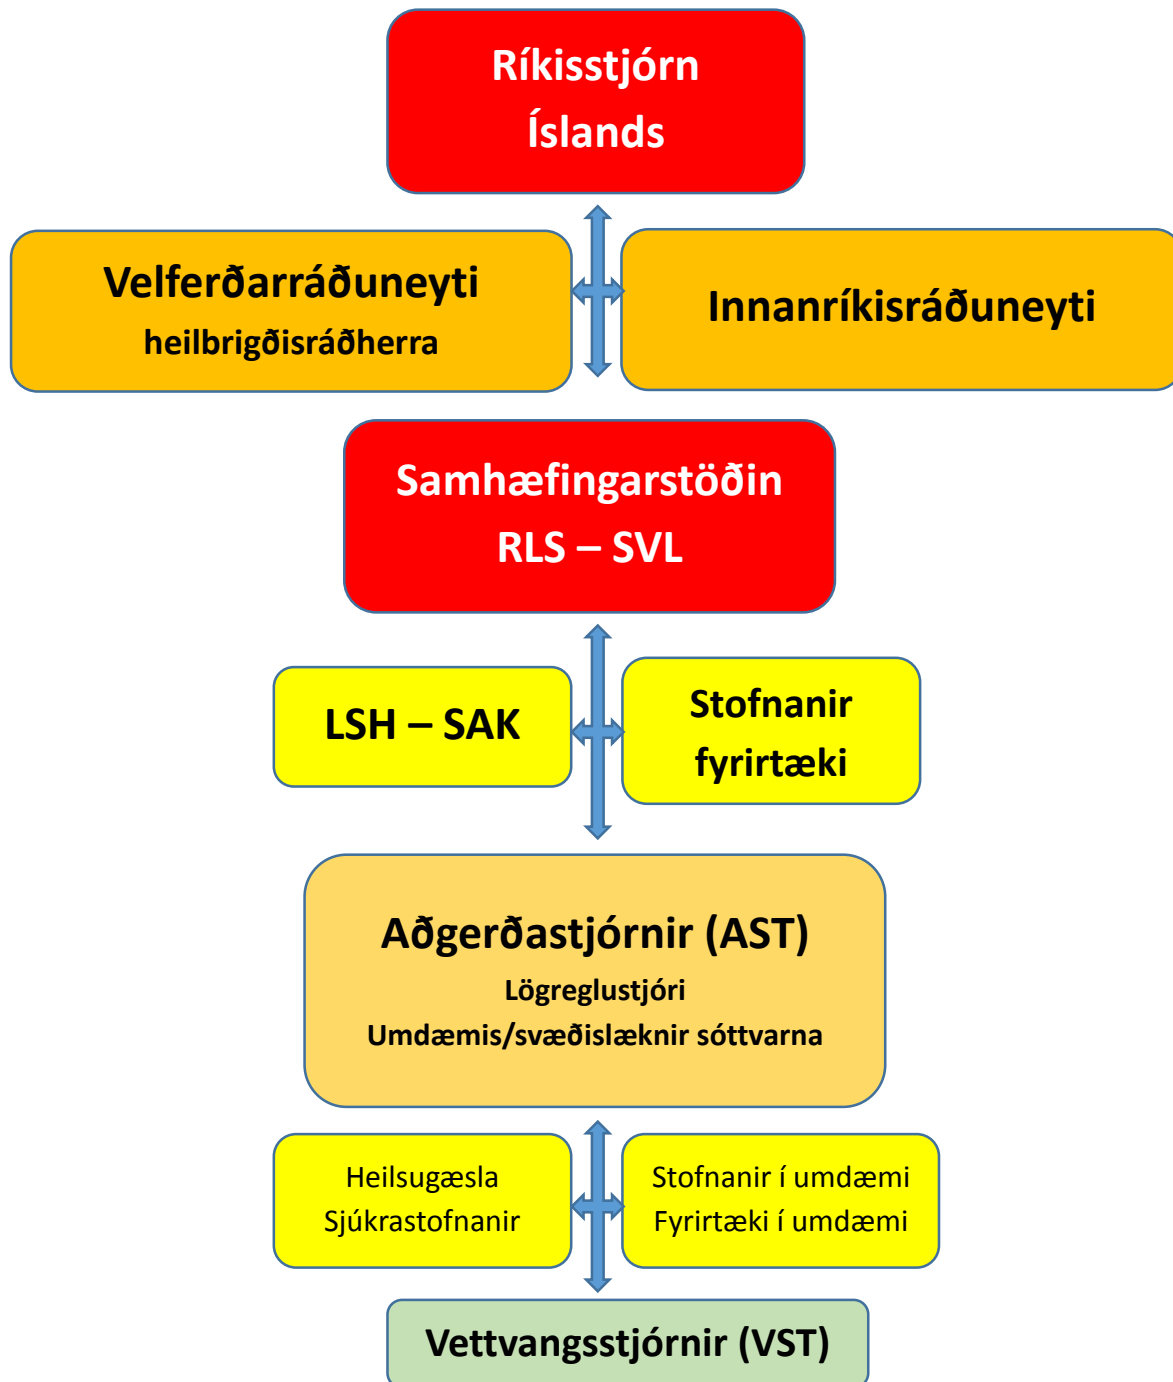 Ríkisstjórn
Íslands
Velferðarráðuneyti
heilbrigðisráðherra
Innanríkisráðuneyti
Samhæfingarstöðin
RLS – SVL
LSH – SAK
Stofnanir
fyrirtæki
Aðgerðastjórnir (AST)
Lögreglustjóri
Umdæmis/svæðislæknir sóttvarna
Heilsugæsla
Sjúkrastofnanir
Stofnanir í umdæmi
Fyrirtæki í umdæmi
Vettvangsstjórnir (VST)